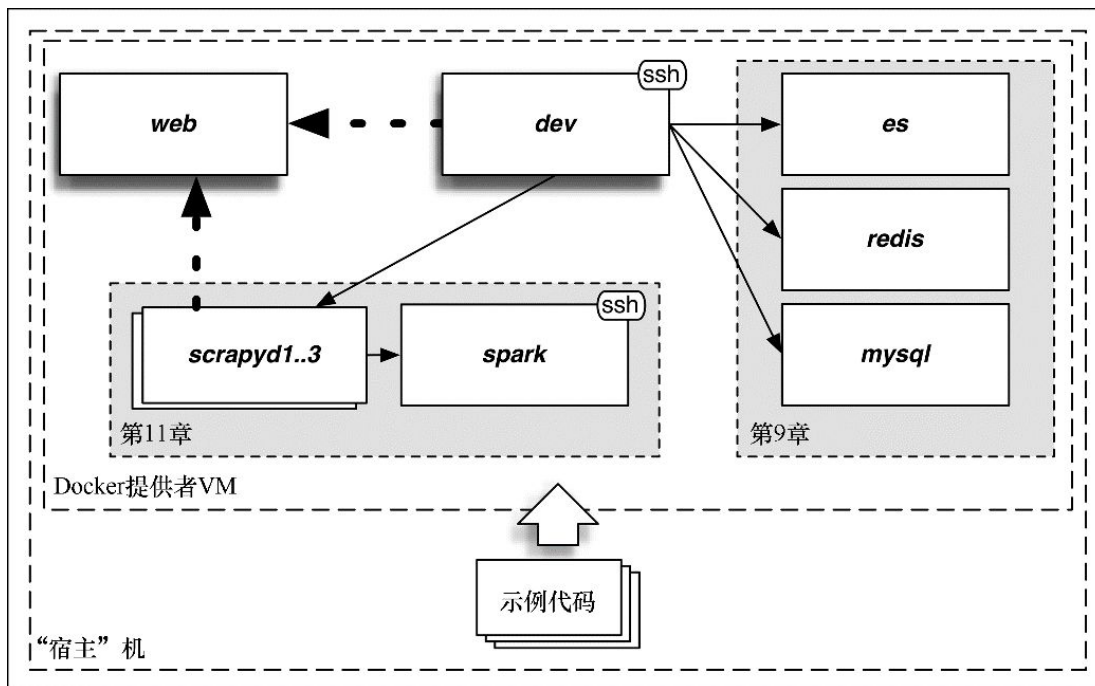 web
dev
ssh
es
redis
mysql
第9章
scrapyd1..3
spark
ssh
第11章
Docker提供者VM
示例代码
“宿主”机